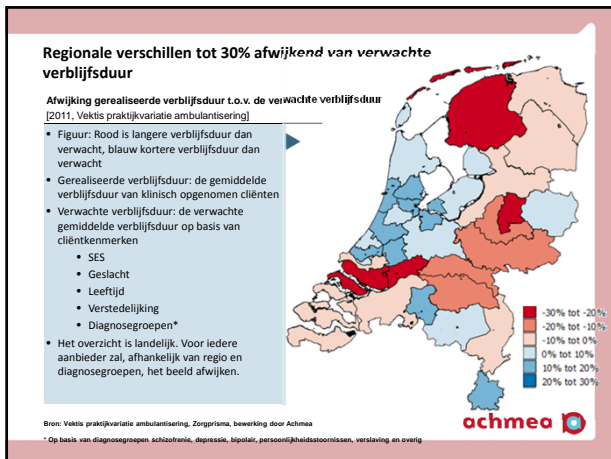 Regionale verschillen tot 30% afwijkend van verwachte
verblijfsduur
Afwijking gerealiseerde verblijfsduur t.o.v. de verwachte verblijfsduur
[2011, Vektis praktijkvariatie ambulantisering]
• Figuur: Rood is langere verblijfsduur dan
verwacht, blauw kortere verblijfsduur dan
verwacht
• Gerealiseerde verblijfsduur: de gemiddelde
verblijfsduur van klinisch opgenomen cliënten
• Verwachte verblijfsduur: de verwachte
gemiddelde verblijfsduur op basis van
cliëntkenmerken
• SES
• Geslacht
• Leeftijd
• Verstedelijking
• Diagnosegroepen*
• Het overzicht is landelijk. Voor iedere
aanbieder zal, afhankelijk van regio en
diagnosegroepen, het beeld afwijken.
-30% tot -20%
-20% tot -10%
-10% tot 0%
0% tot 10%
10% tot 20%
20% tot 30%
Bron: Vektis praktijkvariatie ambulantisering, Zorgprisma, bewerking door Achmea
achmea
* Op basis van diagnosegroepen schizofrenie, depressie, bipolair, persoonlijkheidsstoornissen, verslaving en overig